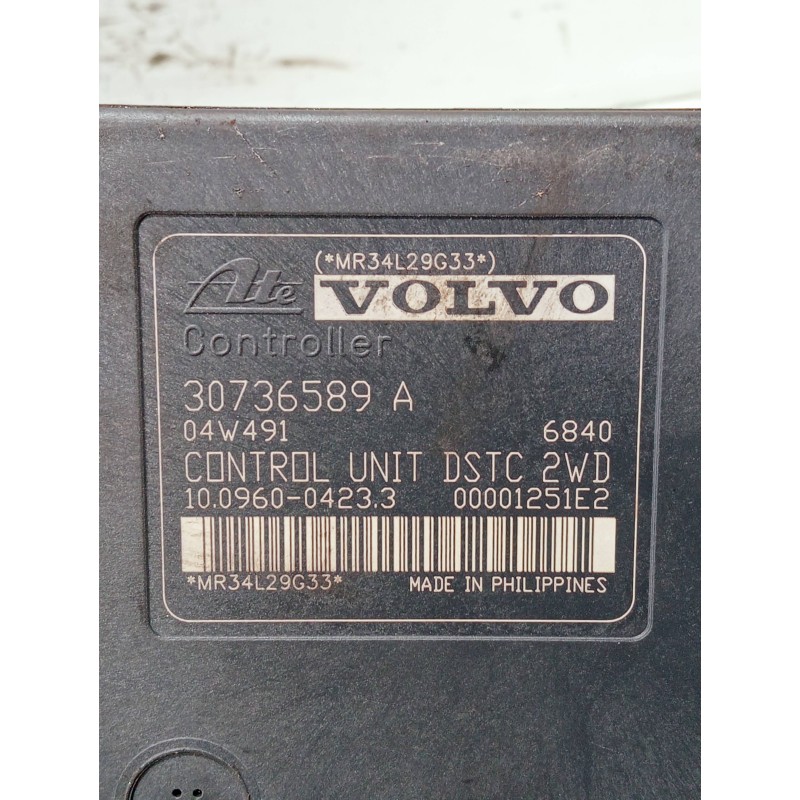 (*MR34L29G33*)
Ate VOLVO
Controller
30736589 A
04W491 6840
CONTROL UNIT DSTC 2WD
10.0960-0423.3 00001251E2
*MR34L29G33* MADE IN PHILIPPINES